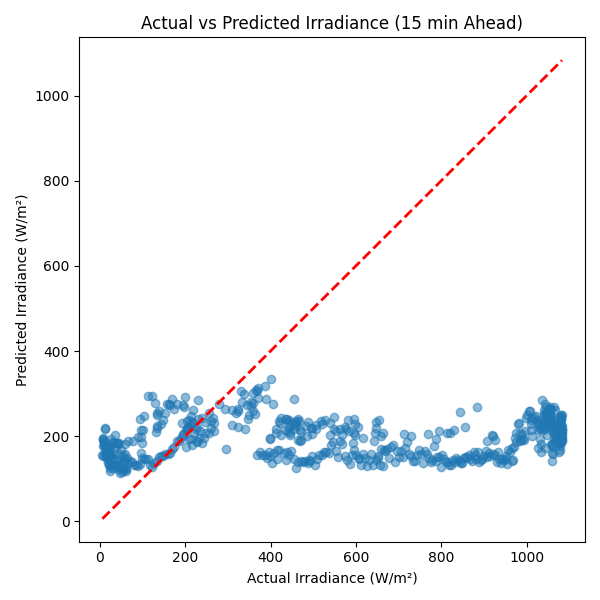 Actual vs Predicted Irradiance (15 min Ahead)
Predicted Irradiance (W/m²)
1000
800
600
400
200
0
0 200 400 600 800 1000
Actual Irradiance (W/m²)